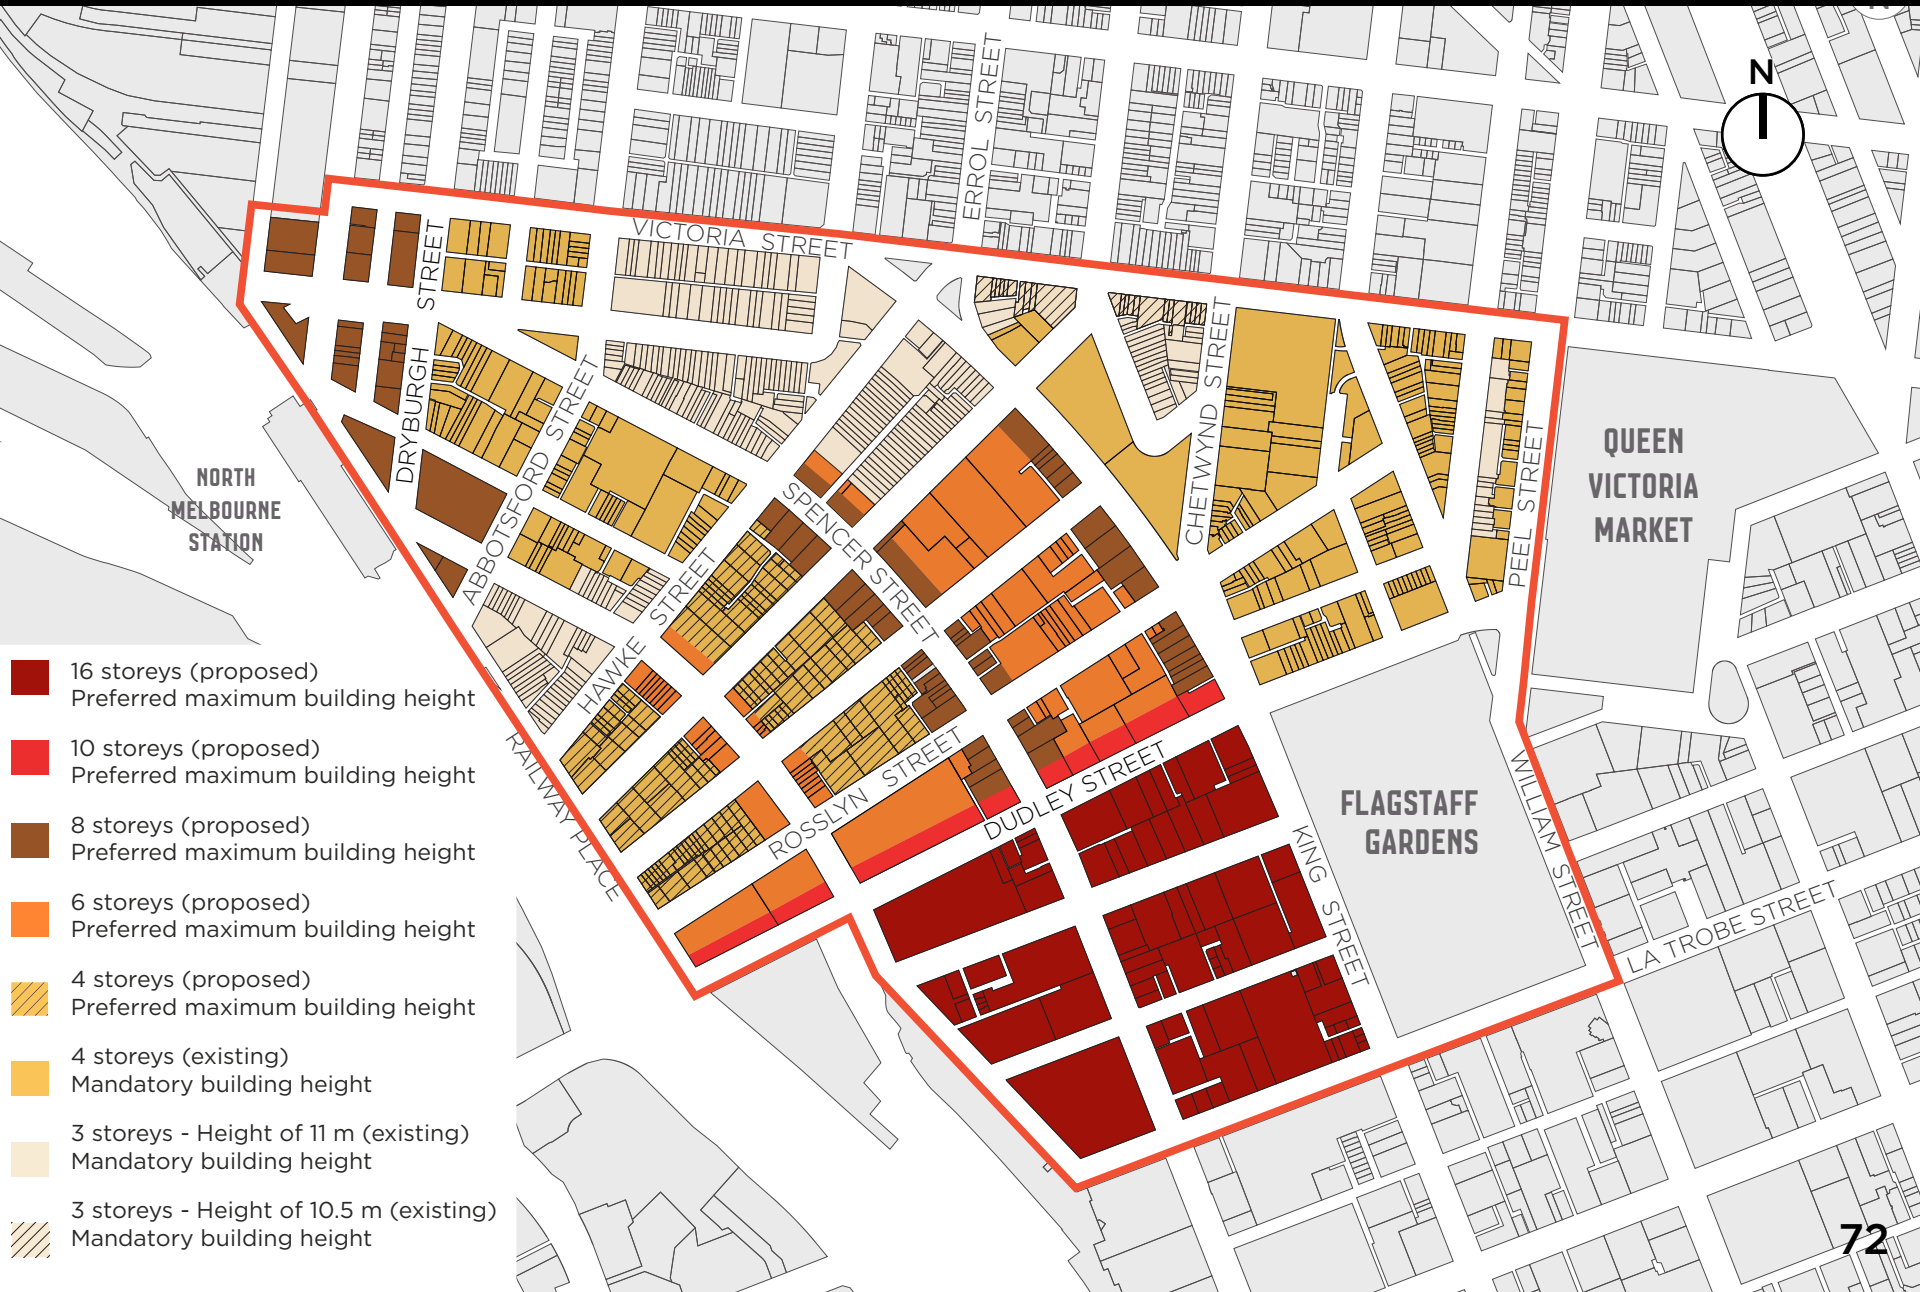 N
N
ERROL STREET
VICTORIA STREET
DRYBURGH STREET
ABBOTSFORD STREET
HAWKE STREET
SPENCER STREET
CHETWYND STREET
PEEL STREET
QUEEN
VICTORIA
MARKET
NORTH
MELBOURNE
STATION
RAILWAY PLACE
ROSSLYN STREET
DUDLEY STREET
KING STREET
FLAGSTAFF
GARDENS
WILLIAM STREET
LA TROBE STREET
16 storeys (proposed)
Preferred maximum building height
10 storeys (proposed)
Preferred maximum building height
8 storeys (proposed)
Preferred maximum building height
6 storeys (proposed)
Preferred maximum building height
4 storeys (proposed)
Preferred maximum building height
4 storeys (existing)
Mandatory building height
3 storeys - Height of 11 m (existing)
Mandatory building height
3 storeys - Height of 10.5 m (existing)
Mandatory building height
72